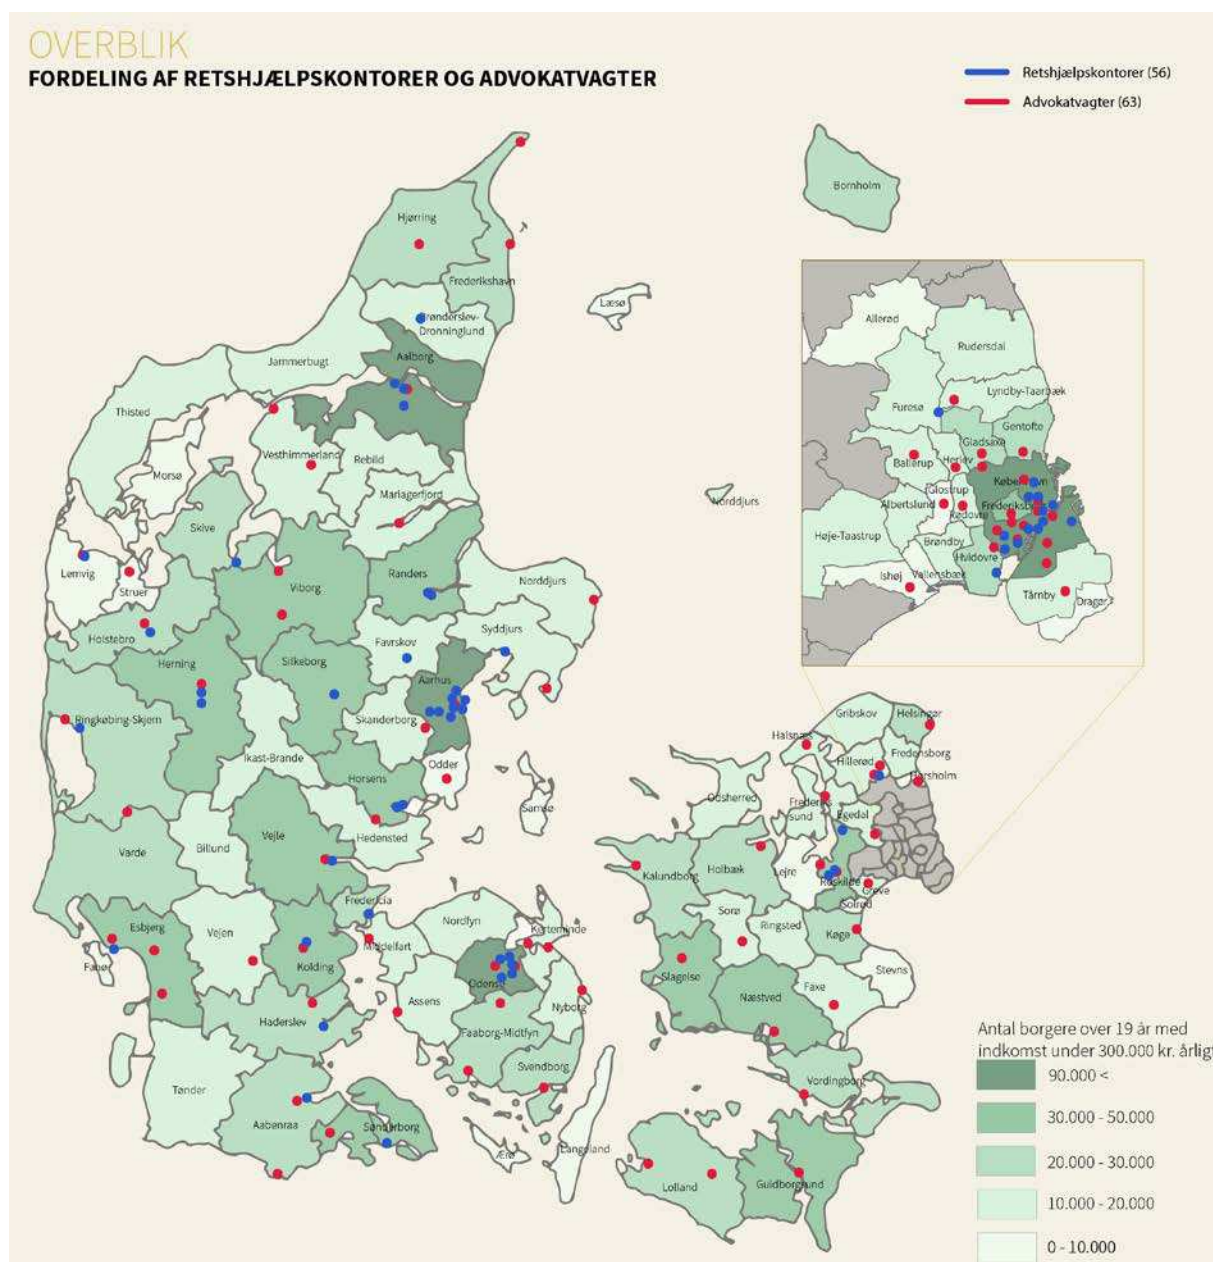 OVERBLIK
FORDELING AF RETSHJÆLPSKONTORER OG ADVOKATVAGTER
Retshjælpskontorer (56)
Advokatvagter (63)
Bornholm
Hjørring
Frederikshavn
Læsø
Brønderslev-
Dronninglund
Jammerbugt
Aalborg
Thisted
Morsø
Vesthimmerland
Rebild
Mariagerfjord
Norddjurs
Skive
Lemvig
Struer
Viborg
Randers
Norddjurs
Holstebro
Favrskov
Syddjurs
Herning
Silkeborg
Aarhus
Ringkøbing-Skjern
Skanderborg
Ikast-Brande
Odder
Horsens
Samsø
Hedensted
Varde
Billund
Vejle
Fredericia
Esbjerg
Vejen
Kolding
Middelfart
Nordfyn
Kerteminde
Odense
Assens
Nyborg
Haderslev
Faaborg-Midtfyn
Svendborg
Tønder
Aabenraa
Sønderborg
Ærø
Langeland
Allerød
Rudersdal
Lyndby-Taarbæk
Furesø
Gentofte
Gladsaxe
Ballerup
Herlev
Glostrup
Albertslund
Rødovre
Høje-Taastrup
Brøndby
Hvidovre
Ishøj
Vallensbæk
Tårnby
Dragør
Gribskov
Helsingør
Halsnæs
Fredensborg
Hillerød
Odsherred
Frederiks
sund
Egedal
Kalundborg
Holbæk
Lejre
Roskilde
Greve
Solrød
Sorø
Ringsted
Køge
Slagelse
Stevns
Næstved
Faxe
Vordingborg
Lolland
Guldborgsund
Antal borgere over 19 år med
indkomst under 300.000 kr. årligt
90.000 <
30.000 - 50.000
20.000 - 30.000
10.000 - 20.000
0 - 10.000